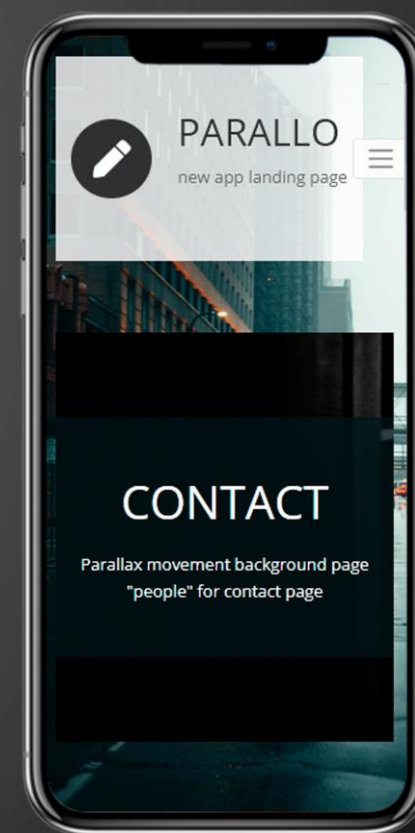 PARALLO
new app landing page
CONTACT
Parallax movement background page
"people" for contact page